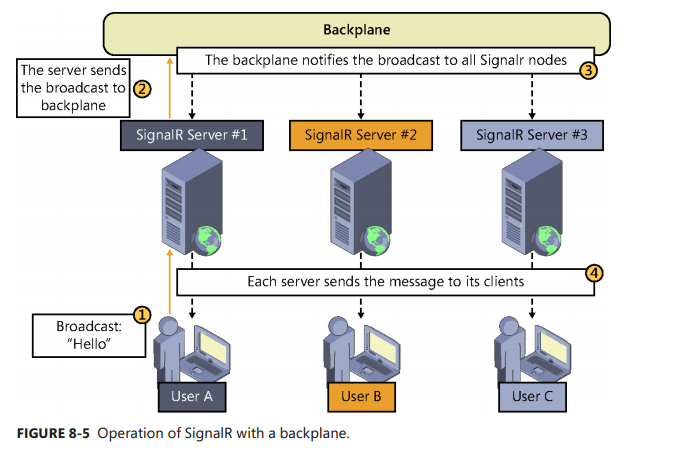 Backplane
The backplane notifies the broadcast to all Signalr nodes
3
The server sends
the broadcast to
backplane
2
SignalR Server #1
SignalR Server #2
SignalR Server #3
Each server sends the message to its clients
4
1
Broadcast:
“Hello”
User A
User B
User C
FIGURE 8-5 Operation of SignalR with a backplane.